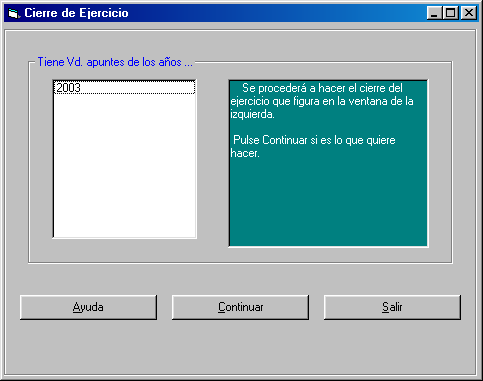 Cierre de Ejercicio
Tiene Vd. apuntes de los años ...
2003
Se procederá a hacer el cierre del
ejercicio que figura en la ventana de la
izquierda.
Pulse Continuar si es lo que quiere
hacer.
Ayuda
Continuar
Salir